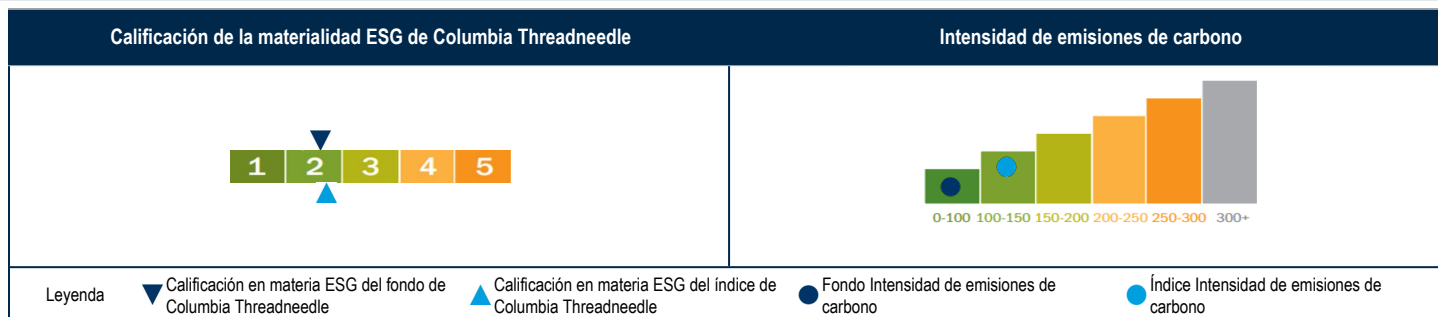 Calificación de la materialidad ESG de Columbia Threadneedle
Intensidad de emisiones de carbono
1 2 3 4 5
0-100 100-150 150-200 200-250 250-300 300+
Leyenda
Calificación en materia ESG del fondo de
Columbia Threadneedle
Calificación en materia ESG del índice de
Columbia Threadneedle
Fondo Intensidad de emisiones de
carbono
Índice Intensidad de emisiones de
carbono